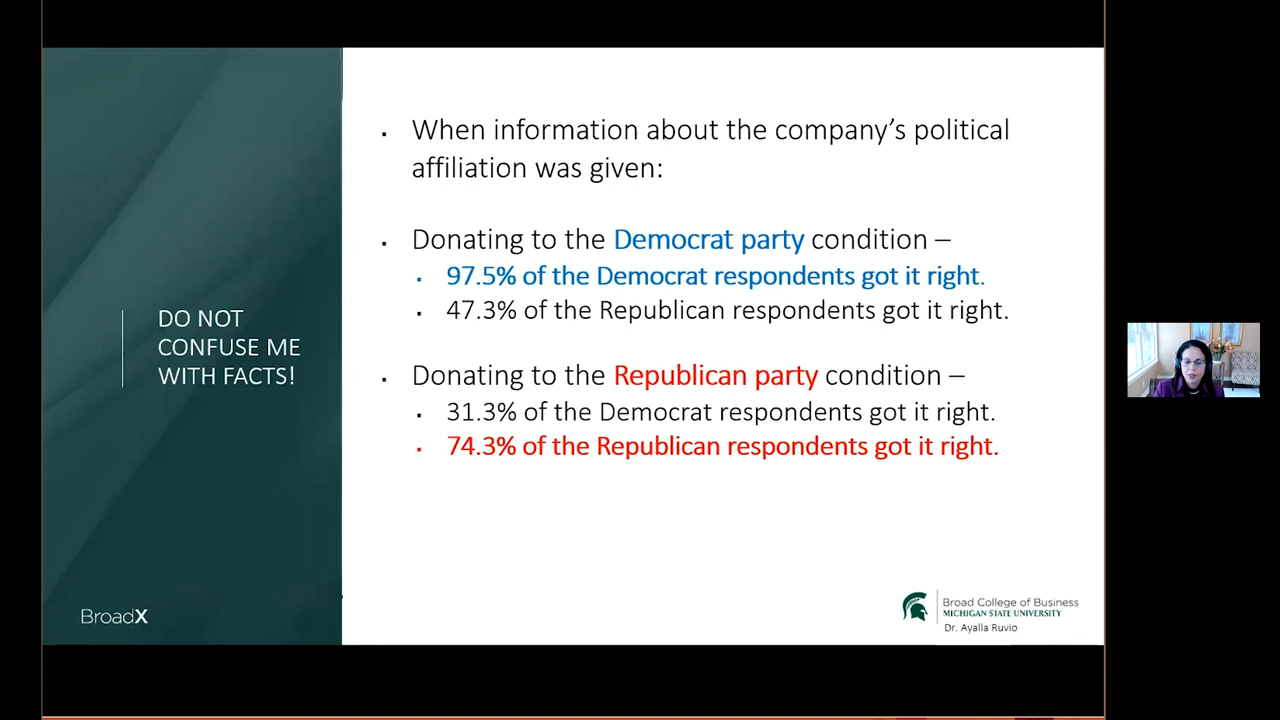 DO NOT
CONFUSE ME
WITH FACTS!
BroadX
When information about the company's political
affiliation was given:
Donating to the Democrat party condition –
97.5% of the Democrat respondents got it right.
47.3% of the Republican respondents got it right.
Donating to the Republican party condition –
31.3% of the Democrat respondents got it right.
74.3% of the Republican respondents got it right.
Broad College of Business
MICHIGAN STATE UNIVERSITY
Dr. Ayalla Ruvio